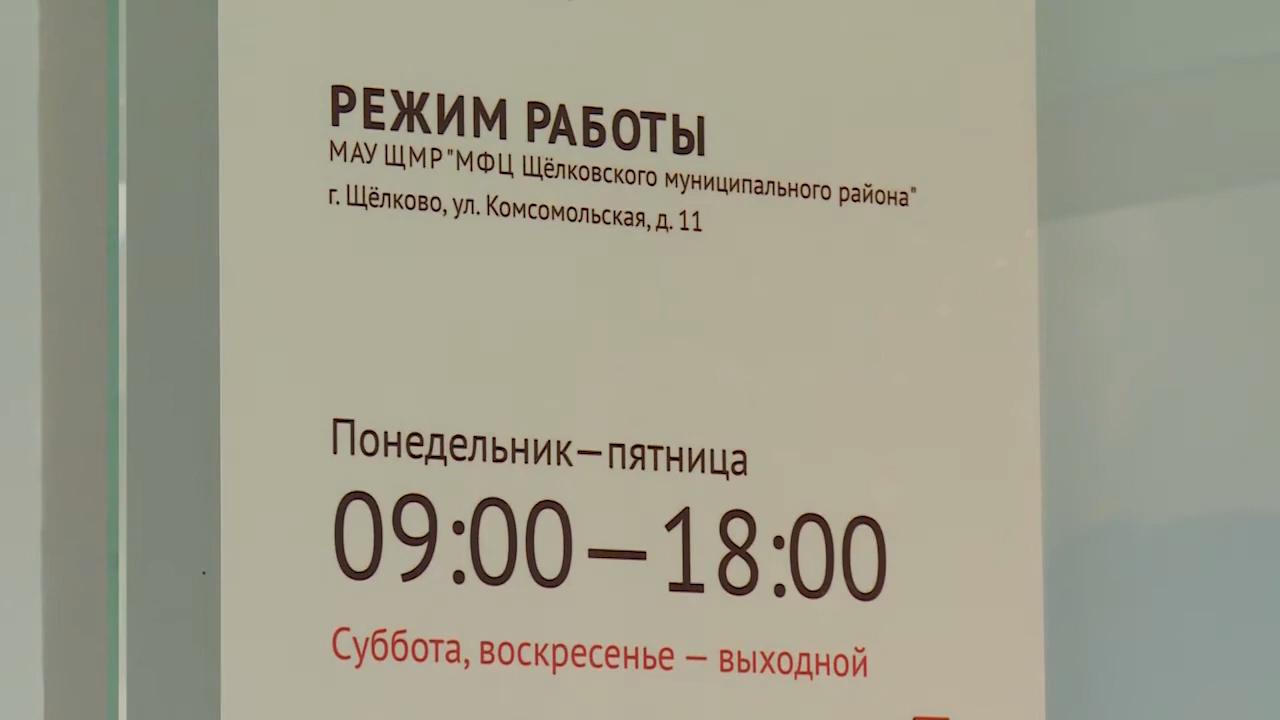 РЕЖИМ РАБОТЫ
МАУ ЩМР "МФЦ Щёлковского муниципального района"
г. Щёлково, ул. Комсомольская, д. 11
Понедельник—пятница
09:00—18:00
Суббота, воскресенье — выходной